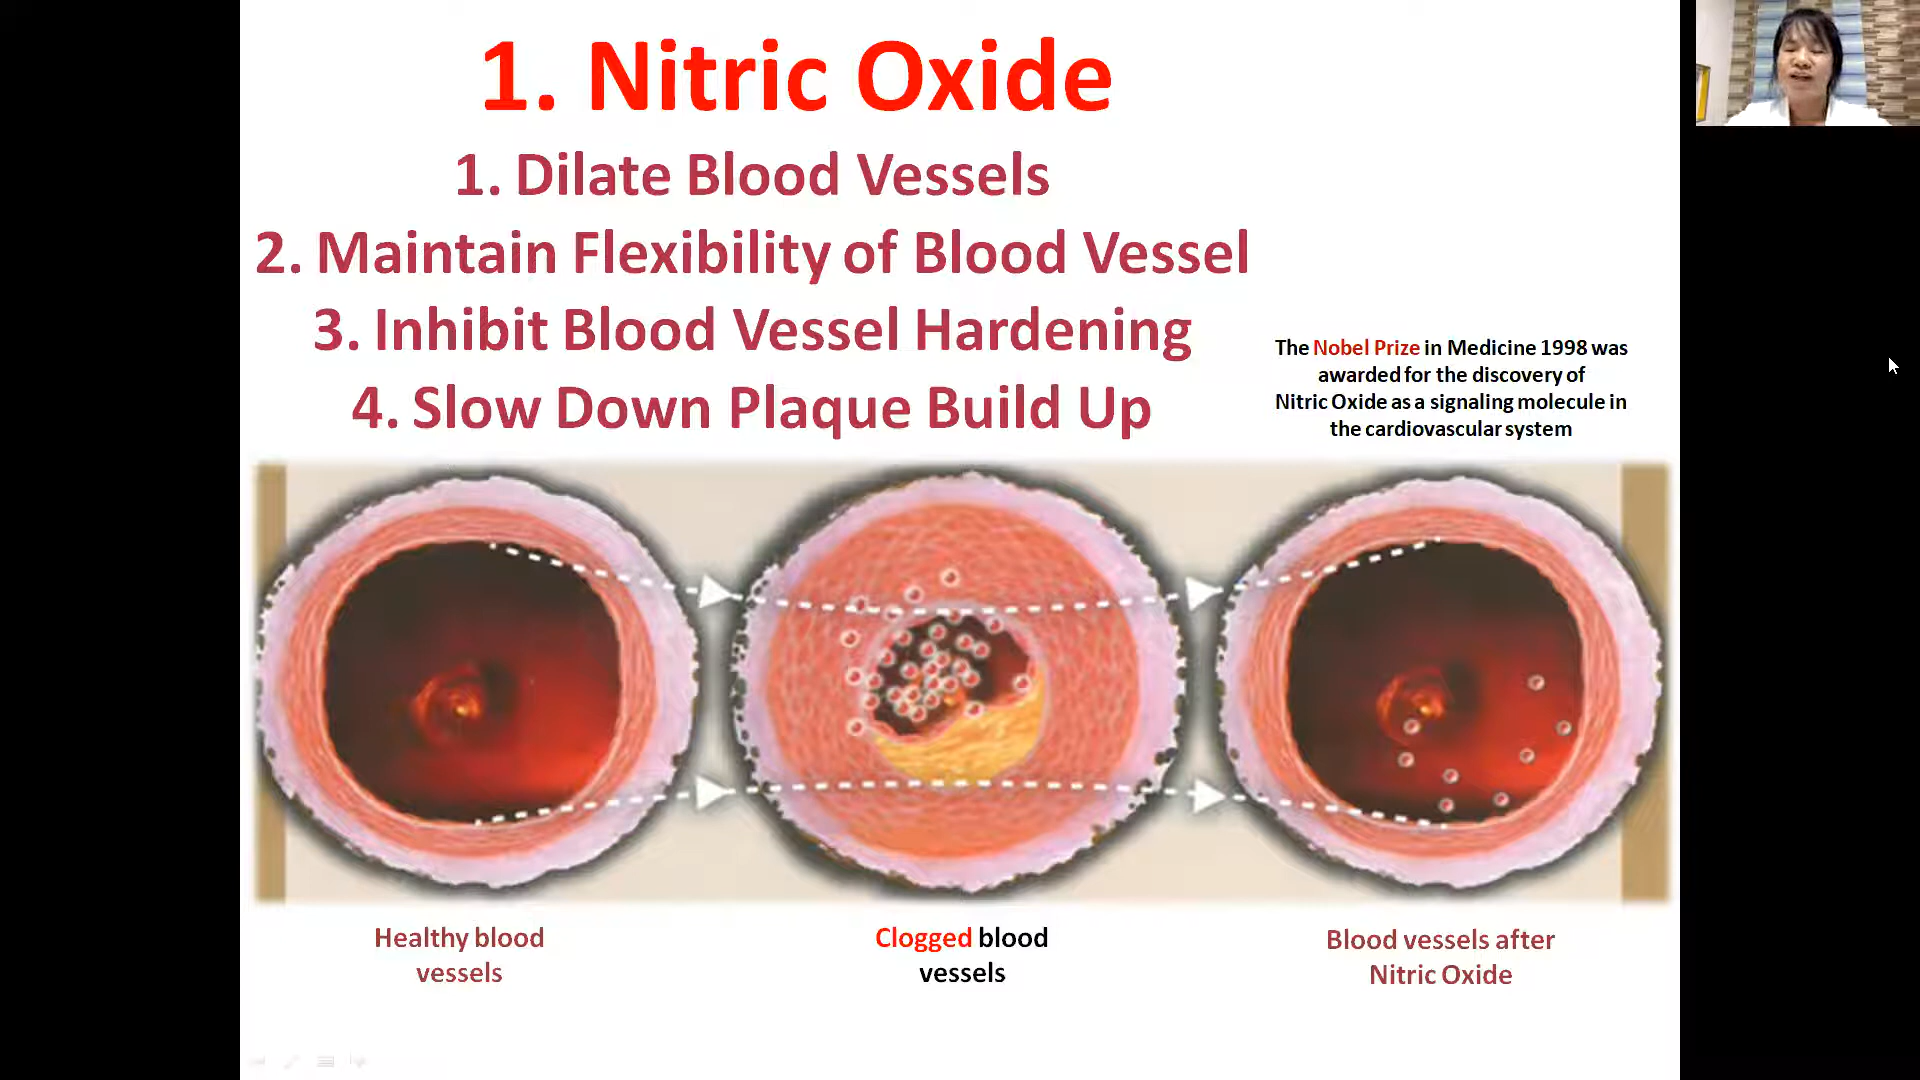 1. Nitric Oxide
1. Dilate Blood Vessels
2. Maintain Flexibility of Blood Vessel
3. Inhibit Blood Vessel Hardening
4. Slow Down Plaque Build Up
The Nobel Prize in Medicine 1998 was
awarded for the discovery of
Nitric Oxide as a signaling molecule in
the cardiovascular system
Healthy blood
vessels
Clogged blood
vessels
Blood vessels after
Nitric Oxide